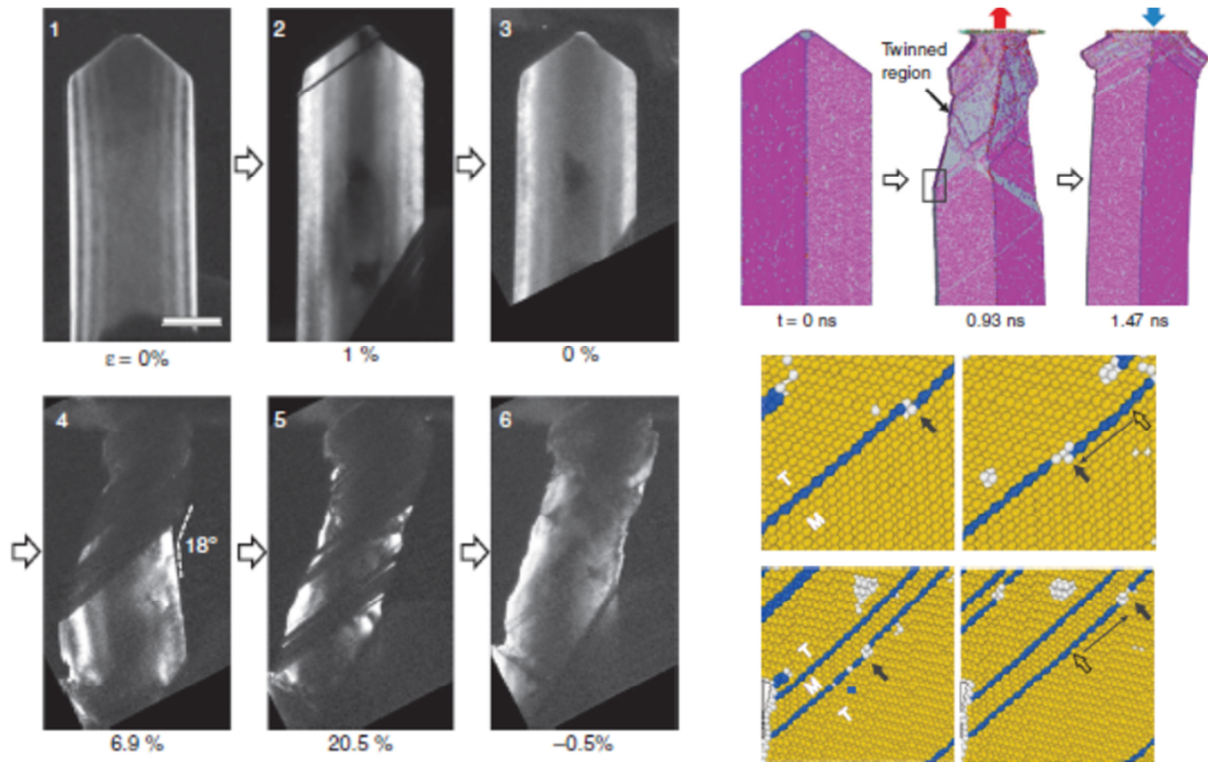 1
2
3
ε = 0%
1 %
0 %
4
5
6
18°
6.9 %
20.5 %
–0.5%
Twinned
region
t = 0 ns
0.93 ns
1.47 ns
T
M
T
M
T